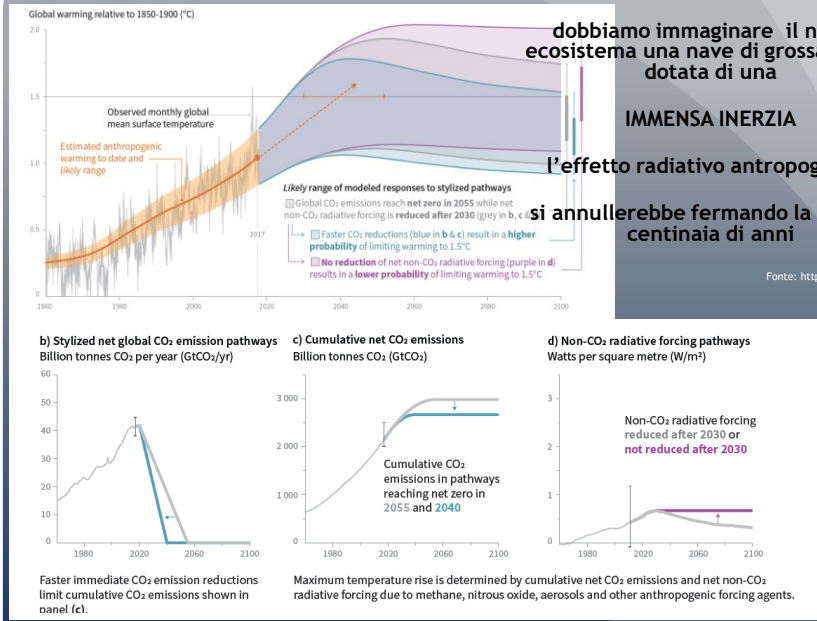 Global warming relative to 1850-1900 (°C)
2.0
1.5
1.0
0.5
0
Observed monthly global
mean surface temperature
Estimated anthropogenic
warming to date and
likely range
Likely range of modeled responses to stylized pathways
Global CO₂ emissions reach net zero in 2055 while net
non-CO₂ radiative forcing is reduced after 2030 (grey in b, c &
Faster CO₂ reductions (blue in b & c) result in a higher
probability of limiting warming to 1.5°C
No reduction of net non-CO₂ radiative forcing (purple in d)
results in a lower probability of limiting warming to 1.5°C
2017
1960 1980 2000 2020 2040 2060 2080 2100
dobbiamo immaginare il n
ecosistema una nave di grossa
dotata di una
IMMENSA INERZIA
l’effetto radiativo antropog
si annullerebbe fermando la
centinaia di anni
Fonte: http
b) Stylized net global CO₂ emission pathways
Billion tonnes CO₂ per year (GtCO₂/yr)
60
50
40
30
20
10
0
1980 2020 2060 2100
c) Cumulative net CO₂ emissions
Billion tonnes CO₂ (GtCO₂)
3 000
2 000
1 000
0
Cumulative CO₂
emissions in pathways
reaching net zero in
2055 and 2040
1980 2020 2060 2100
d) Non-CO₂ radiative forcing pathways
Watts per square metre (W/m²)
3
2
1
0
Non-CO₂ radiative forcing
reduced after 2030 or
not reduced after 2030
1980 2020 2060 2100
Faster immediate CO₂ emission reductions
limit cumulative CO₂ emissions shown in
panel (c).
Maximum temperature rise is determined by cumulative net CO₂ emissions and net non-CO₂
radiative forcing due to methane, nitrous oxide, aerosols and other anthropogenic forcing agents.